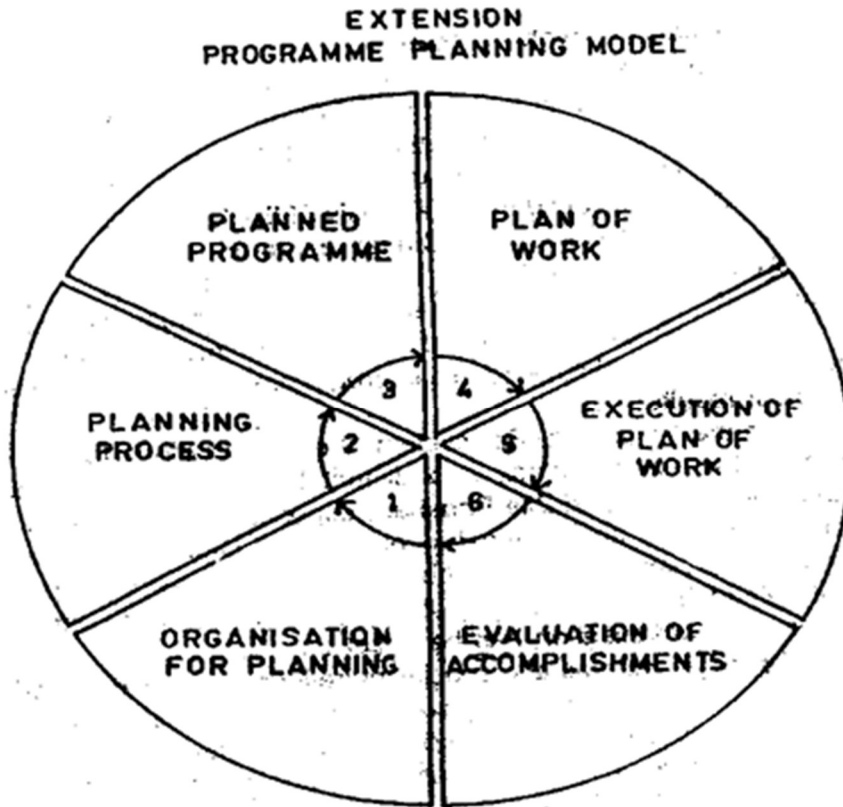 EXTENSION
PROGRAMME PLANNING MODEL
PLANNED
PROGRAMME
PLAN OF
WORK
3
4
PLANNING
PROCESS
2
5
EXECUTION OF
PLAN OF
WORK
1
6
ORGANISATION
FOR PLANNING
EVALUATION OF
ACCOMPLISHMENTS